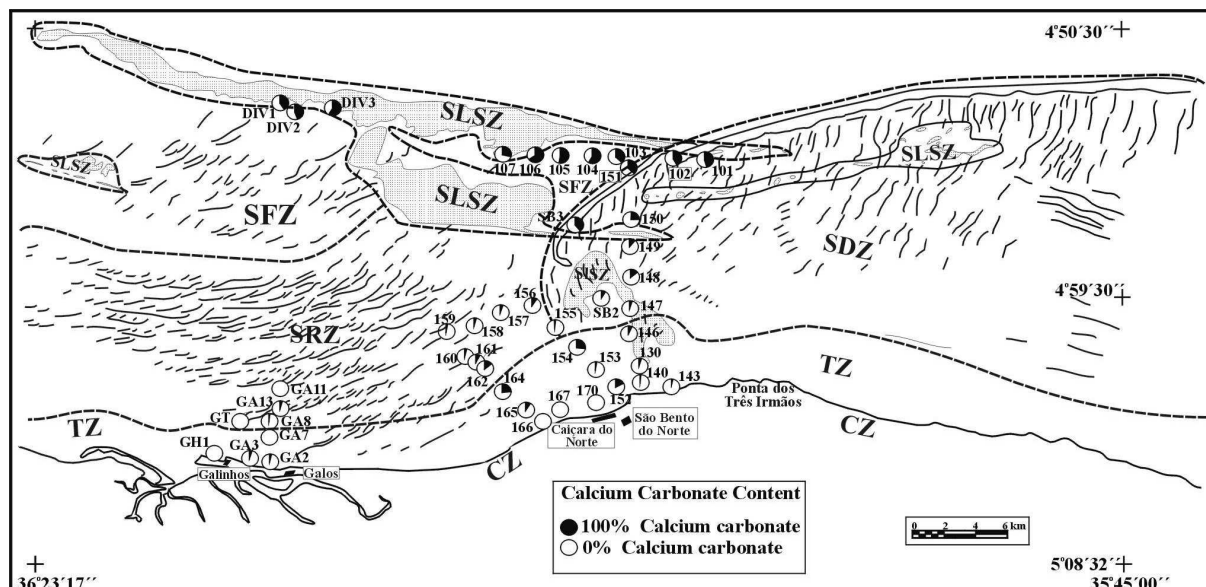 4°50′30′′
DIV1
DIV2
DIV3
SLSZ
SLSZ
SLSZ
SLSZ
SFZ
SFZ
107
106
105
104
103
151
102
101
SB3
150
149
SDZ
148
SLSZ
SB2
147
4°59′30′′
156
155
157
158
159
146
SRZ
161
160
162
154
153
130
140
143
TZ
164
152
170
167
165
166
Ponta dos
Três Irmãos
GA11
GA13
GT
GA8
GA7
TZ
GH1
GA3
GA2
CZ
CZ
Caiçara do
Norte
São Bento
do Norte
Galinhos
Galos
Calcium Carbonate Content
100% Calcium carbonate
0% Calcium carbonate
0 2 4 6 km
36°23′17′′
5°08′32′′
35°45′00′′